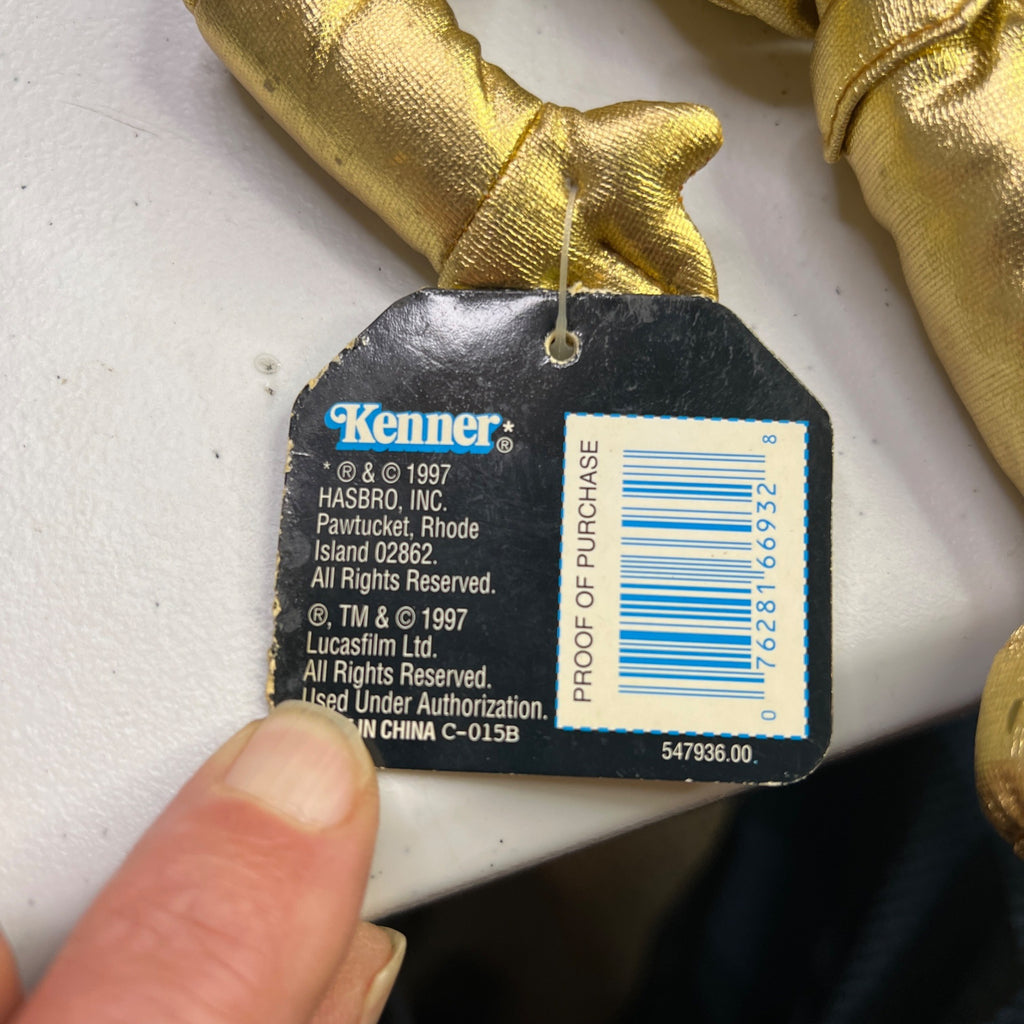 Kenner*®
* ® & © 1997
HASBRO, INC.
Pawtucket, Rhode
Island 02862.
All Rights Reserved.
®, TM & © 1997
Lucasfilm Ltd.
All Rights Reserved.
Used Under Authorization.
IN CHINA C-015B
PROOF OF PURCHASE
0 76281 66932 8
547936.00.